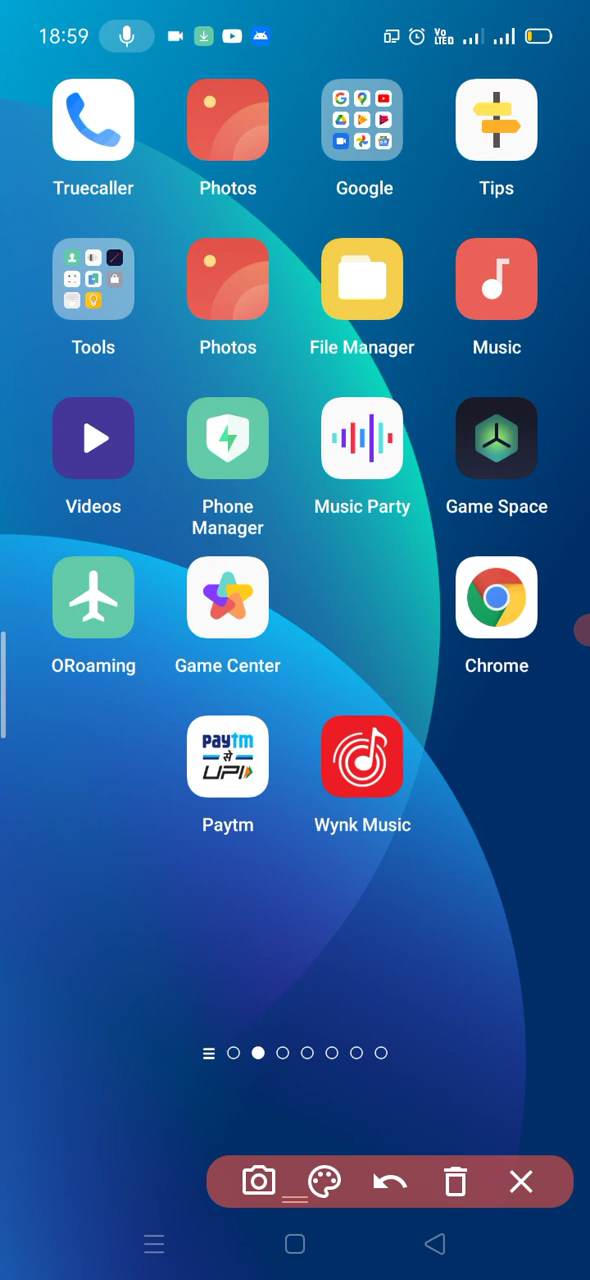 18:59
Vo
LTED
Truecaller
Photos
Google
Tips
Tools
Photos
File Manager
Music
Videos
Phone
Manager
Music Party
Game Space
ORoaming
Game Center
Chrome
paytm
से
UPI
Paytm
Wynk Music